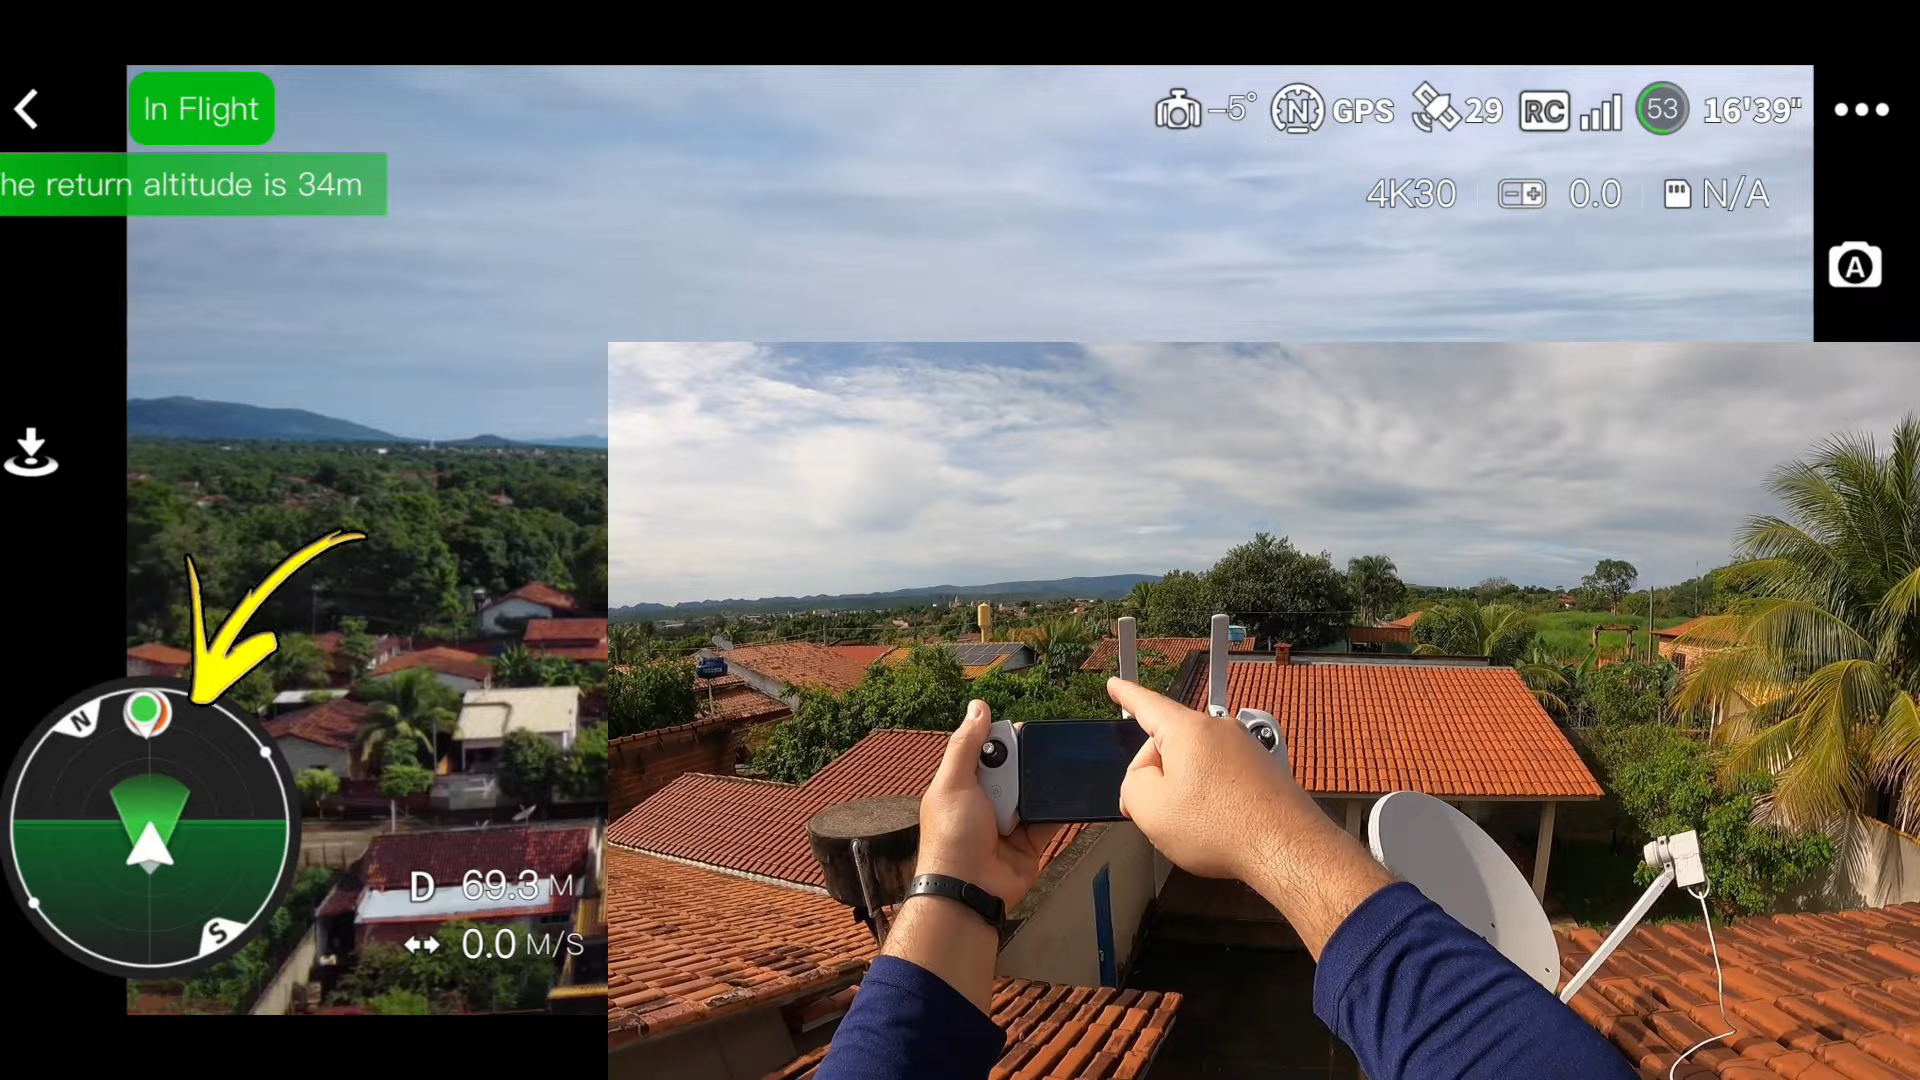 In Flight
-5° N GPS 29 RC 53 16'39"
he return altitude is 34m
4K30 0.0 N/A
A
N
S
D 69.3 M
0.0 M/S